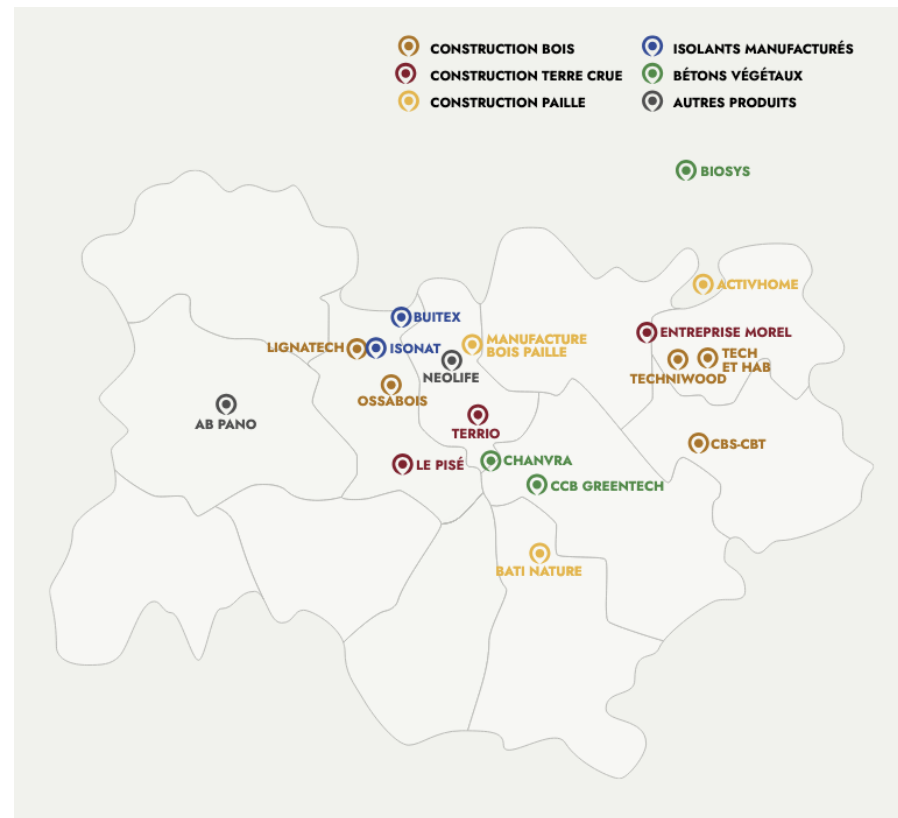 CONSTRUCTION BOIS
CONSTRUCTION TERRE CRUE
CONSTRUCTION PAILLE
ISOLANTS MANUFACTURÉS
BÉTONS VÉGÉTAUX
AUTRES PRODUITS
BIOSYS
ACTIVHOME
BUITEX
ENTREPRISE MOREL
LIGNATECH
ISONAT
MANUFACTURE
BOIS PAILLE
TECH
ET HAB
NEOLIFE
TECHNIWOOD
OSSABOIS
AB PANO
TERRIO
CBS-CBT
LE PISÉ
CHANVRA
CCB GREENTECH
BATI NATURE